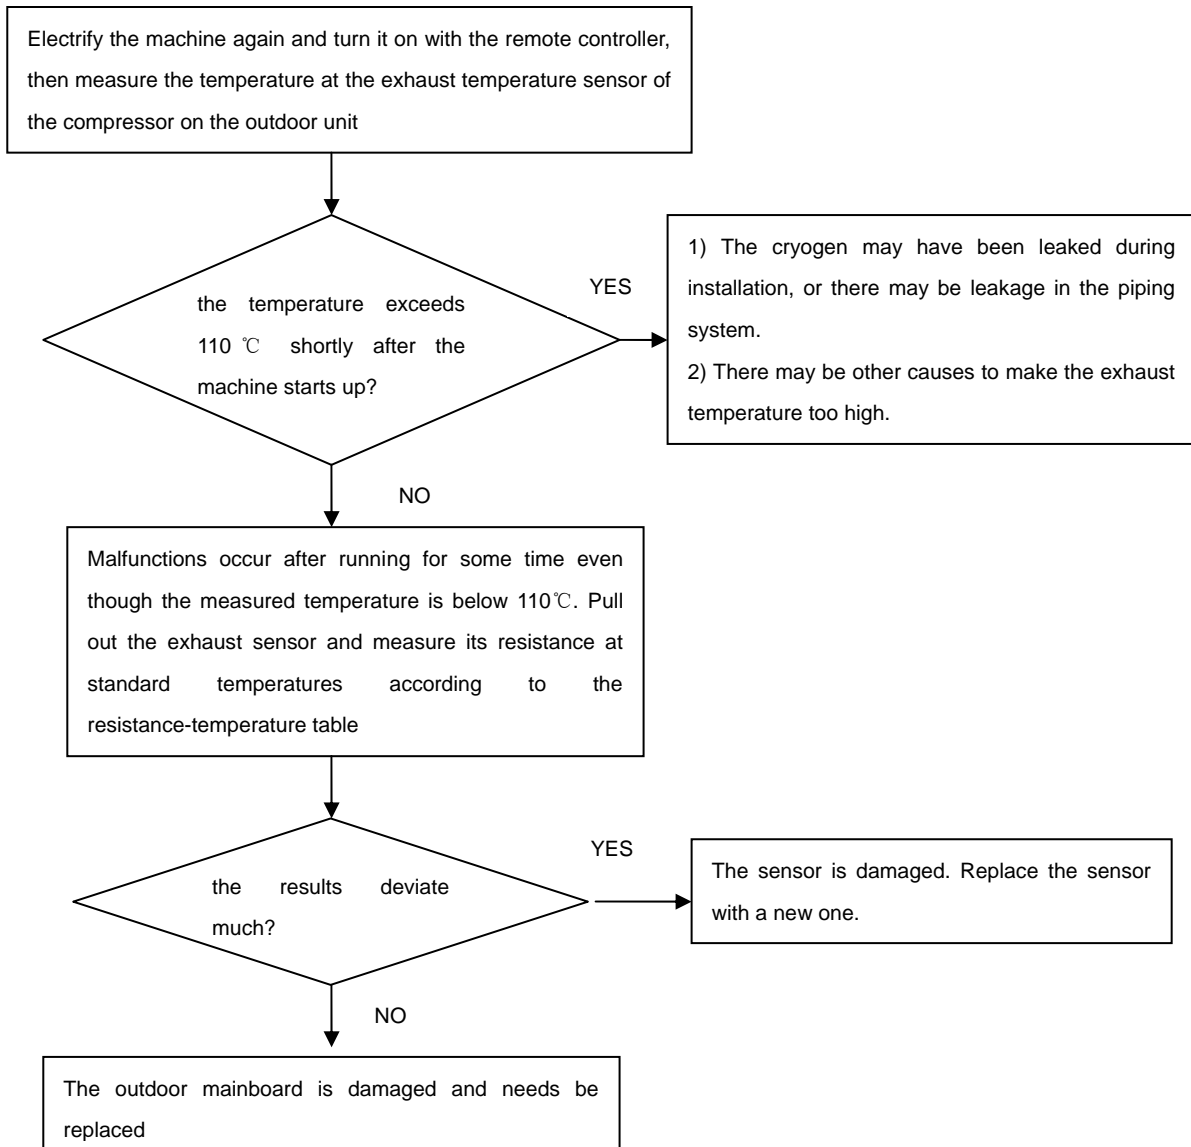 Electrify the machine again and turn it on with the remote controller,
then measure the temperature at the exhaust temperature sensor of
the compressor on the outdoor unit
the temperature exceeds
110 ℃ shortly after the
machine starts up?
YES
1) The cryogen may have been leaked during
installation, or there may be leakage in the piping
system.
2) There may be other causes to make the exhaust
temperature too high.
NO
Malfunctions occur after running for some time even
though the measured temperature is below 110℃. Pull
out the exhaust sensor and measure its resistance at
standard temperatures according to the
resistance-temperature table
the results deviate
much?
YES
The sensor is damaged. Replace the sensor
with a new one.
NO
The outdoor mainboard is damaged and needs be
replaced